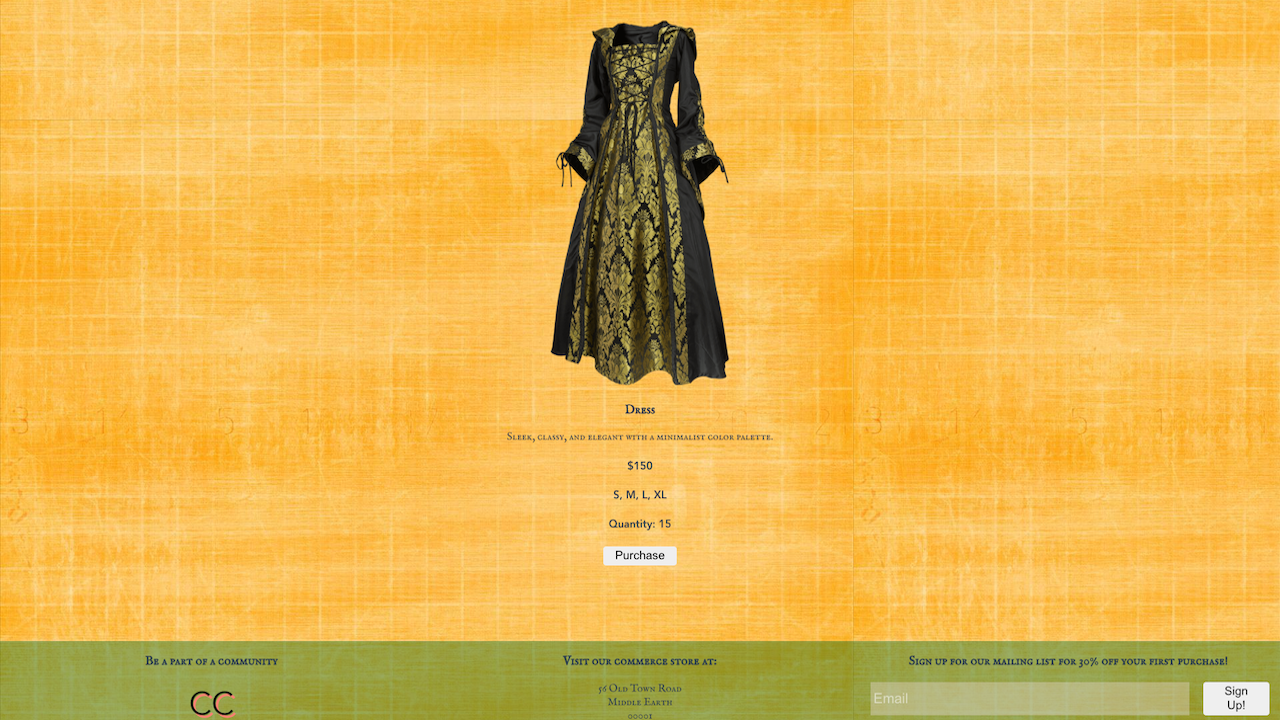 Dress
Sleek, classy, and elegant with a minimalist color palette.
$150
S, M, L, XL
Quantity: 15
Purchase
Be a part of a community
CC
Visit our commerce store at:
56 Old Town Road
Middle Earth
00001
Sign up for our mailing list for 30% off your first purchase!
Email
Sign
Up!